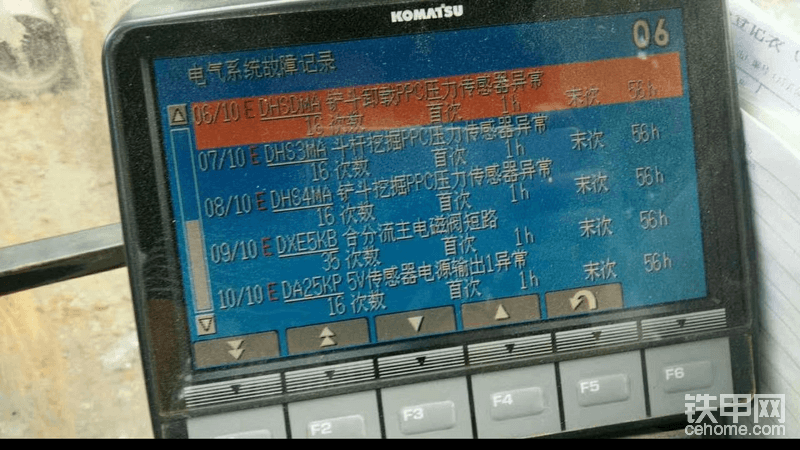 KOMATSU
电气系统故障记录
06
06/10 E DHSDMA 铲斗卸载PPC压力传感器异常
16 次数 首次 1h 末次 56h
07/10 E DHS3MA 斗杆挖掘PPC压力传感器异常
16 次数 首次 1h 末次 56h
08/10 E DHS4MA 铲斗挖掘PPC压力传感器异常
16 次数 首次 1h 末次 56h
09/10 E DXE5KB 合分流主电磁阀短路
35 次数 首次 1h 末次 56h
10/10 E DA25KP 5V传感器电源输出1异常
16 次数 首次 1h 末次 56h
F2
F3
F4
F5
F6
铁甲网
cehome.com